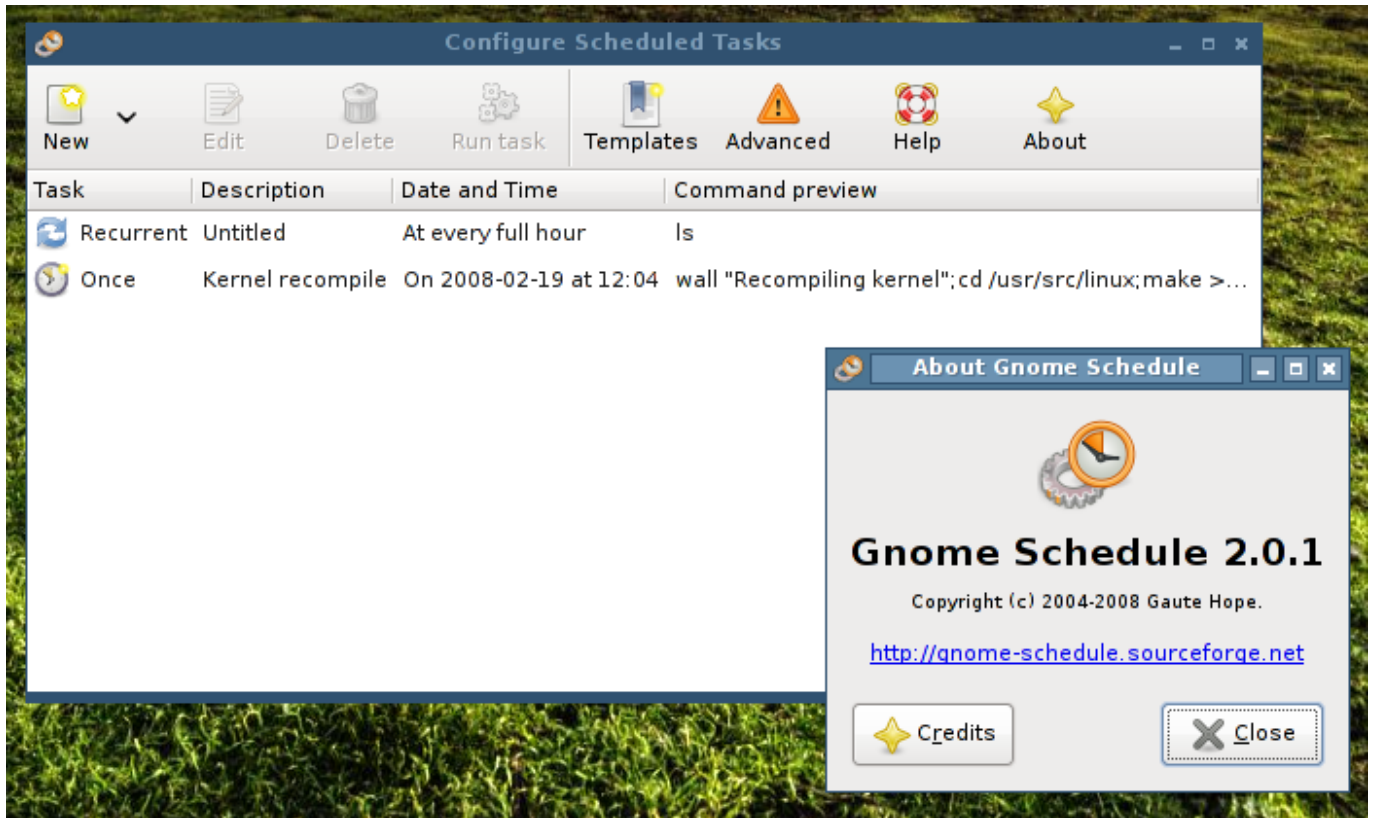 Configure Scheduled Tasks
New Edit Delete Run task Templates Advanced Help About
Task Description Date and Time Command preview
Recurrent Untitled At every full hour ls
Once Kernel recompile On 2008-02-19 at 12:04 wall "Recompiling kernel";cd /usr/src/linux;make >...
About Gnome Schedule
Gnome Schedule 2.0.1
Copyright (c) 2004-2008 Gaute Hope.
http://gnome-schedule.sourceforge.net
Credits Close